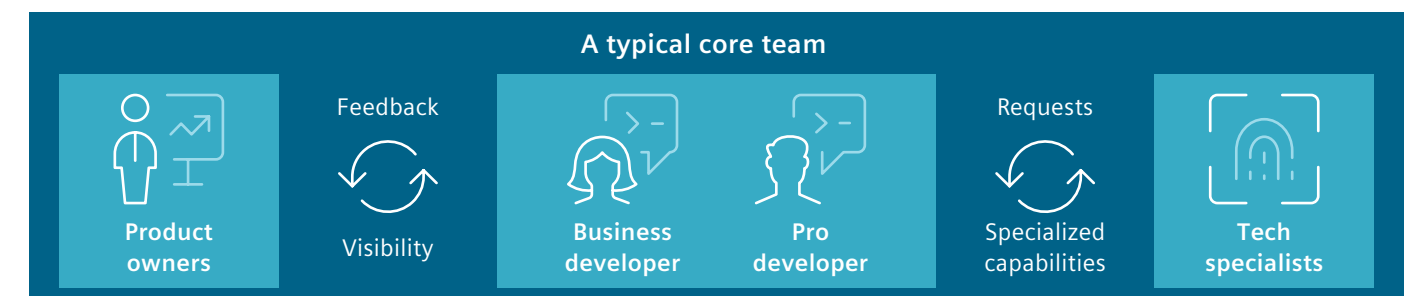 A typical core team
Product
owners
Feedback
Visibility
Business
developer
Pro
developer
Requests
Specialized
capabilities
Tech
specialists